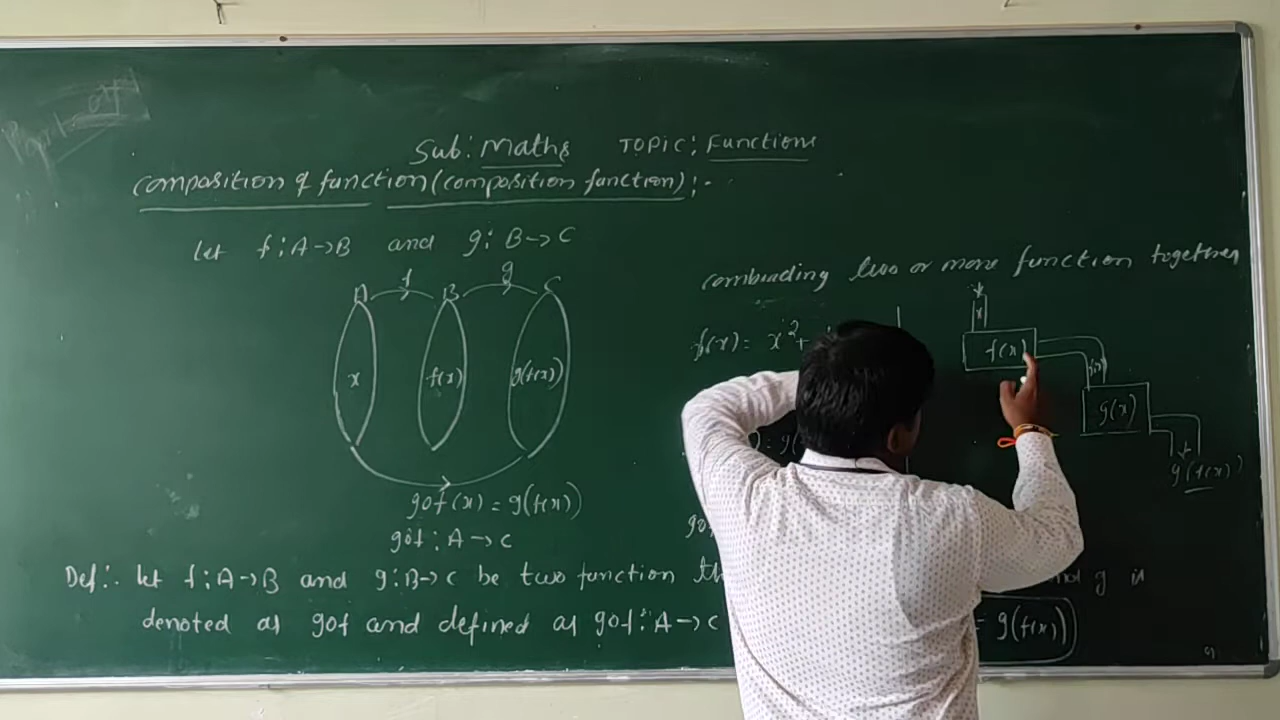 Sub: Maths TOPIC: Functions
composition of function (composition function) :-
let f: A→B and g: B→C
A f B g C
x f(x) g(f(x))
gof(x) = g(f(x))
gof : A→C
combinading two or more function together
f(x) = x²+
x
f(x)
f(x)
g(x)
g(f(x))
Def:- let f: A→B and g: B→C be two function and g is
denoted as gof and defined as gof: A→C = g(f(x))